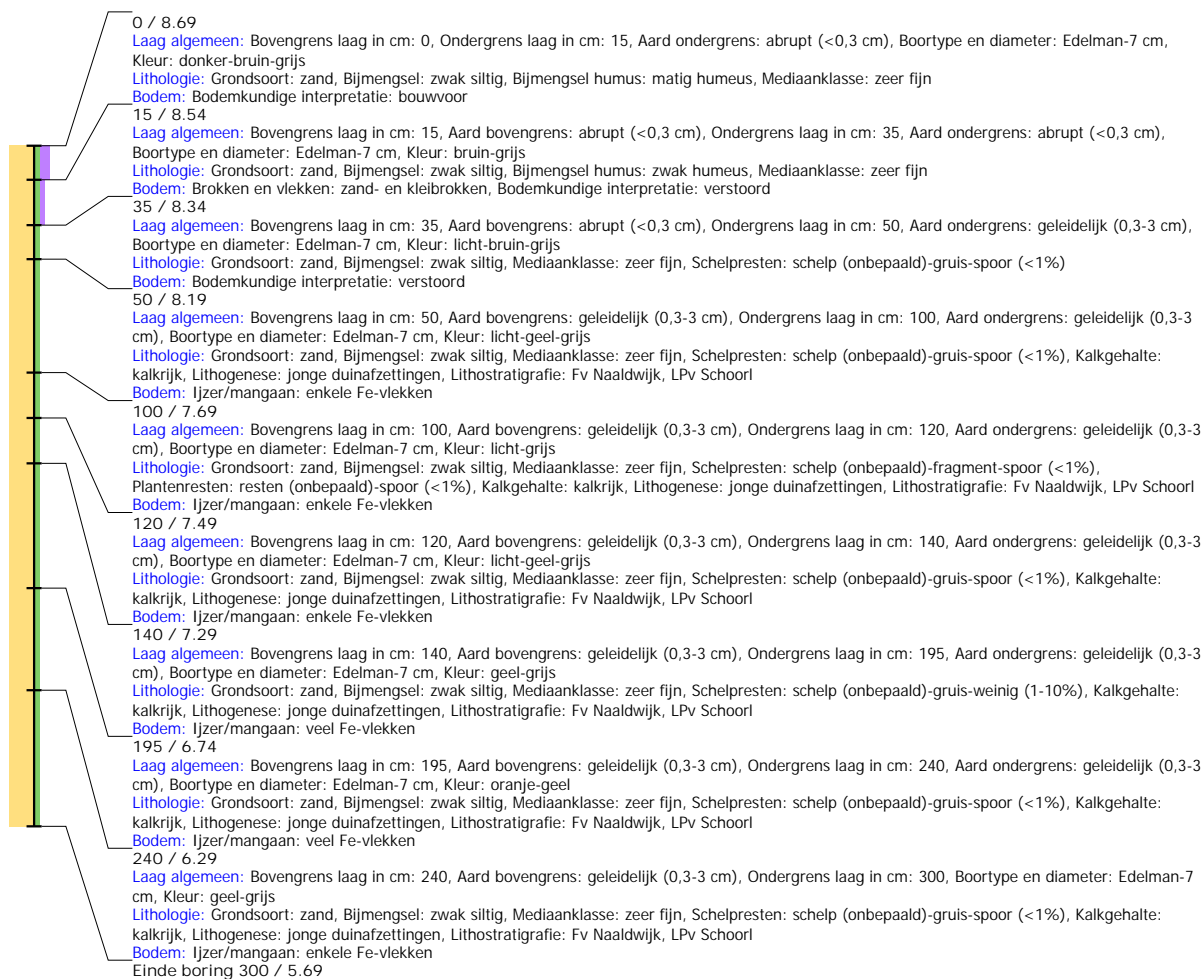 0 / 8.69
Laag algemeen: Bovengrens laag in cm: 0, Ondergrens laag in cm: 15, Aard ondergrens: abrupt (<0,3 cm), Boortype en diameter: Edelman-7 cm,
Kleur: donker-bruin-grijs
Lithologie: Grondsoort: zand, Bijmengsel: zwak siltig, Bijmengsel humus: matig humeus, Mediaanklasse: zeer fijn
Bodem: Bodemkundige interpretatie: bouwvoor
15 / 8.54
Laag algemeen: Bovengrens laag in cm: 15, Aard bovengrens: abrupt (<0,3 cm), Ondergrens laag in cm: 35, Aard ondergrens: abrupt (<0,3 cm),
Boortype en diameter: Edelman-7 cm, Kleur: bruin-grijs
Lithologie: Grondsoort: zand, Bijmengsel: zwak siltig, Bijmengsel humus: zwak humeus, Mediaanklasse: zeer fijn
Bodem: Brokken en vlekken: zand- en kleibrokken, Bodemkundige interpretatie: verstoord
35 / 8.34
Laag algemeen: Bovengrens laag in cm: 35, Aard bovengrens: abrupt (<0,3 cm), Ondergrens laag in cm: 50, Aard ondergrens: geleidelijk (0,3-3 cm),
Boortype en diameter: Edelman-7 cm, Kleur: licht-bruin-grijs
Lithologie: Grondsoort: zand, Bijmengsel: zwak siltig, Mediaanklasse: zeer fijn, Schelpresten: schelp (onbepaald)-gruis-spoor (<1%)
Bodem: Bodemkundige interpretatie: verstoord
50 / 8.19
Laag algemeen: Bovengrens laag in cm: 50, Aard bovengrens: geleidelijk (0,3-3 cm), Ondergrens laag in cm: 100, Aard ondergrens: geleidelijk (0,3-3
cm), Boortype en diameter: Edelman-7 cm, Kleur: licht-geel-grijs
Lithologie: Grondsoort: zand, Bijmengsel: zwak siltig, Mediaanklasse: zeer fijn, Schelpresten: schelp (onbepaald)-gruis-spoor (<1%), Kalkgehalte:
kalkrijk, Lithogenese: jonge duinafzettingen, Lithostratigrafie: Fv Naaldwijk, LPv Schoorl
Bodem: Ijzer/mangaan: enkele Fe-vlekken
100 / 7.69
Laag algemeen: Bovengrens laag in cm: 100, Aard bovengrens: geleidelijk (0,3-3 cm), Ondergrens laag in cm: 120, Aard ondergrens: geleidelijk (0,3-3
cm), Boortype en diameter: Edelman-7 cm, Kleur: licht-grijs
Lithologie: Grondsoort: zand, Bijmengsel: zwak siltig, Mediaanklasse: zeer fijn, Schelpresten: schelp (onbepaald)-fragment-spoor (<1%),
Plantenresten: resten (onbepaald)-spoor (<1%), Kalkgehalte: kalkrijk, Lithogenese: jonge duinafzettingen, Lithostratigrafie: Fv Naaldwijk, LPv Schoorl
Bodem: Ijzer/mangaan: enkele Fe-vlekken
120 / 7.49
Laag algemeen: Bovengrens laag in cm: 120, Aard bovengrens: geleidelijk (0,3-3 cm), Ondergrens laag in cm: 140, Aard ondergrens: geleidelijk (0,3-3
cm), Boortype en diameter: Edelman-7 cm, Kleur: licht-geel-grijs
Lithologie: Grondsoort: zand, Bijmengsel: zwak siltig, Mediaanklasse: zeer fijn, Schelpresten: schelp (onbepaald)-gruis-spoor (<1%), Kalkgehalte:
kalkrijk, Lithogenese: jonge duinafzettingen, Lithostratigrafie: Fv Naaldwijk, LPv Schoorl
Bodem: Ijzer/mangaan: enkele Fe-vlekken
140 / 7.29
Laag algemeen: Bovengrens laag in cm: 140, Aard bovengrens: geleidelijk (0,3-3 cm), Ondergrens laag in cm: 195, Aard ondergrens: geleidelijk (0,3-3
cm), Boortype en diameter: Edelman-7 cm, Kleur: geel-grijs
Lithologie: Grondsoort: zand, Bijmengsel: zwak siltig, Mediaanklasse: zeer fijn, Schelpresten: schelp (onbepaald)-gruis-weinig (1-10%), Kalkgehalte:
kalkrijk, Lithogenese: jonge duinafzettingen, Lithostratigrafie: Fv Naaldwijk, LPv Schoorl
Bodem: Ijzer/mangaan: veel Fe-vlekken
195 / 6.74
Laag algemeen: Bovengrens laag in cm: 195, Aard bovengrens: geleidelijk (0,3-3 cm), Ondergrens laag in cm: 240, Aard ondergrens: geleidelijk (0,3-3
cm), Boortype en diameter: Edelman-7 cm, Kleur: oranje-geel
Lithologie: Grondsoort: zand, Bijmengsel: zwak siltig, Mediaanklasse: zeer fijn, Schelpresten: schelp (onbepaald)-gruis-spoor (<1%), Kalkgehalte:
kalkrijk, Lithogenese: jonge duinafzettingen, Lithostratigrafie: Fv Naaldwijk, LPv Schoorl
Bodem: Ijzer/mangaan: veel Fe-vlekken
240 / 6.29
Laag algemeen: Bovengrens laag in cm: 240, Aard bovengrens: geleidelijk (0,3-3 cm), Ondergrens laag in cm: 300, Boortype en diameter: Edelman-7
cm, Kleur: geel-grijs
Lithologie: Grondsoort: zand, Bijmengsel: zwak siltig, Mediaanklasse: zeer fijn, Schelpresten: schelp (onbepaald)-gruis-spoor (<1%), Kalkgehalte:
kalkrijk, Lithogenese: jonge duinafzettingen, Lithostratigrafie: Fv Naaldwijk, LPv Schoorl
Bodem: Ijzer/mangaan: enkele Fe-vlekken
Einde boring 300 / 5.69